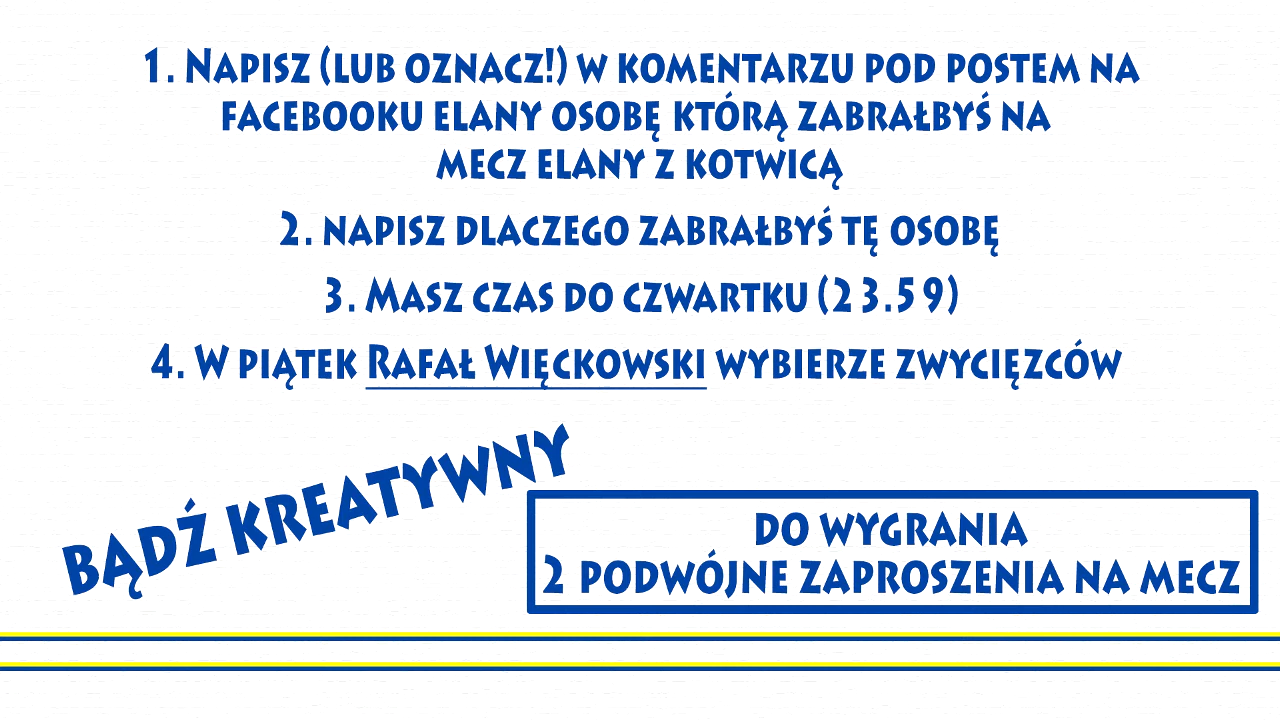 1. Napisz (lub oznacz!) w komentarzu pod postem na
facebooku Elany osobę którą zabrałbyś na
mecz Elany z Kotwicą
2. napisz dlaczego zabrałbyś tę osobę
3. Masz czas do czwartku (23.59)
4. W piątek Rafał Więckowski wybierze zwycięzców
BĄDŹ KREATYWNY
DO WYGRANIA
2 PODWÓJNE ZAPROSZENIA NA MECZ